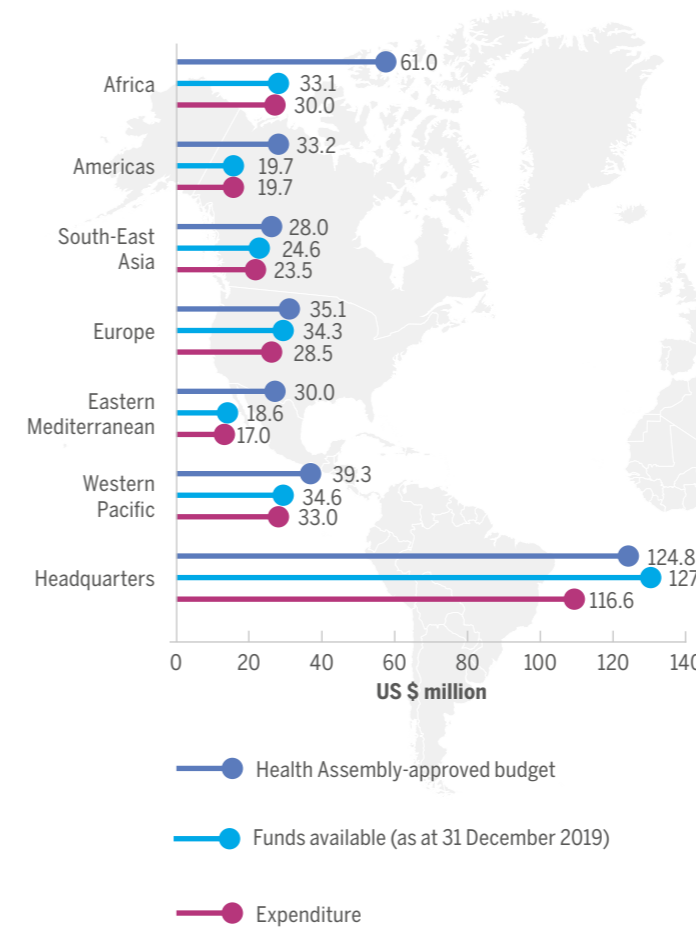 61.0
Africa
33.1
30.0
33.2
Americas
19.7
19.7
28.0
South-East
Asia
24.6
23.5
35.1
Europe
34.3
28.5
30.0
Eastern
Mediterranean
18.6
17.0
39.3
Western
Pacific
34.6
33.0
124.8
Headquarters
127
116.6
0 20 40 60 80 100 120 140
US $ million
Health Assembly-approved budget
Funds available (as at 31 December 2019)
Expenditure